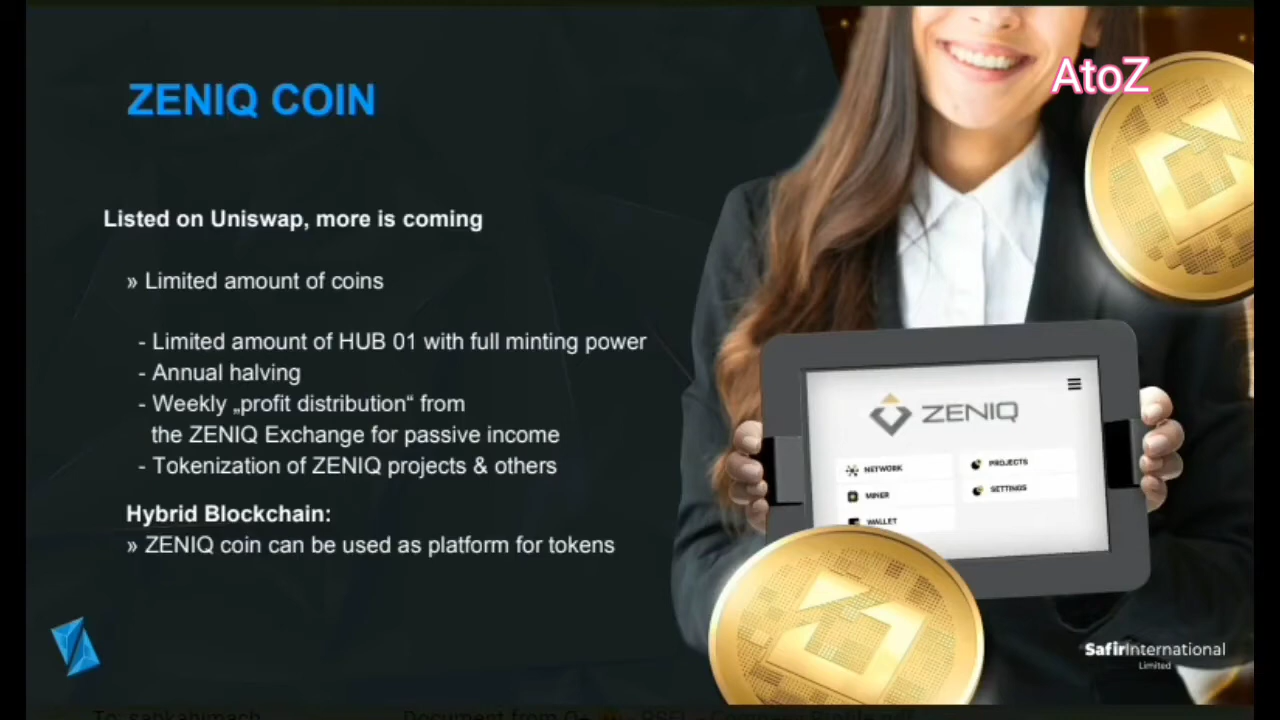 AtoZ
ZENIQ COIN
Listed on Uniswap, more is coming
» Limited amount of coins
- Limited amount of HUB 01 with full minting power
- Annual halving
- Weekly „profit distribution“ from
the ZENIQ Exchange for passive income
- Tokenization of ZENIQ projects & others
Hybrid Blockchain:
» ZENIQ coin can be used as platform for tokens
ZENIQ
NETWORK
PROJECTS
MINER
SETTINGS
WALLET
SafirInternational
Limited